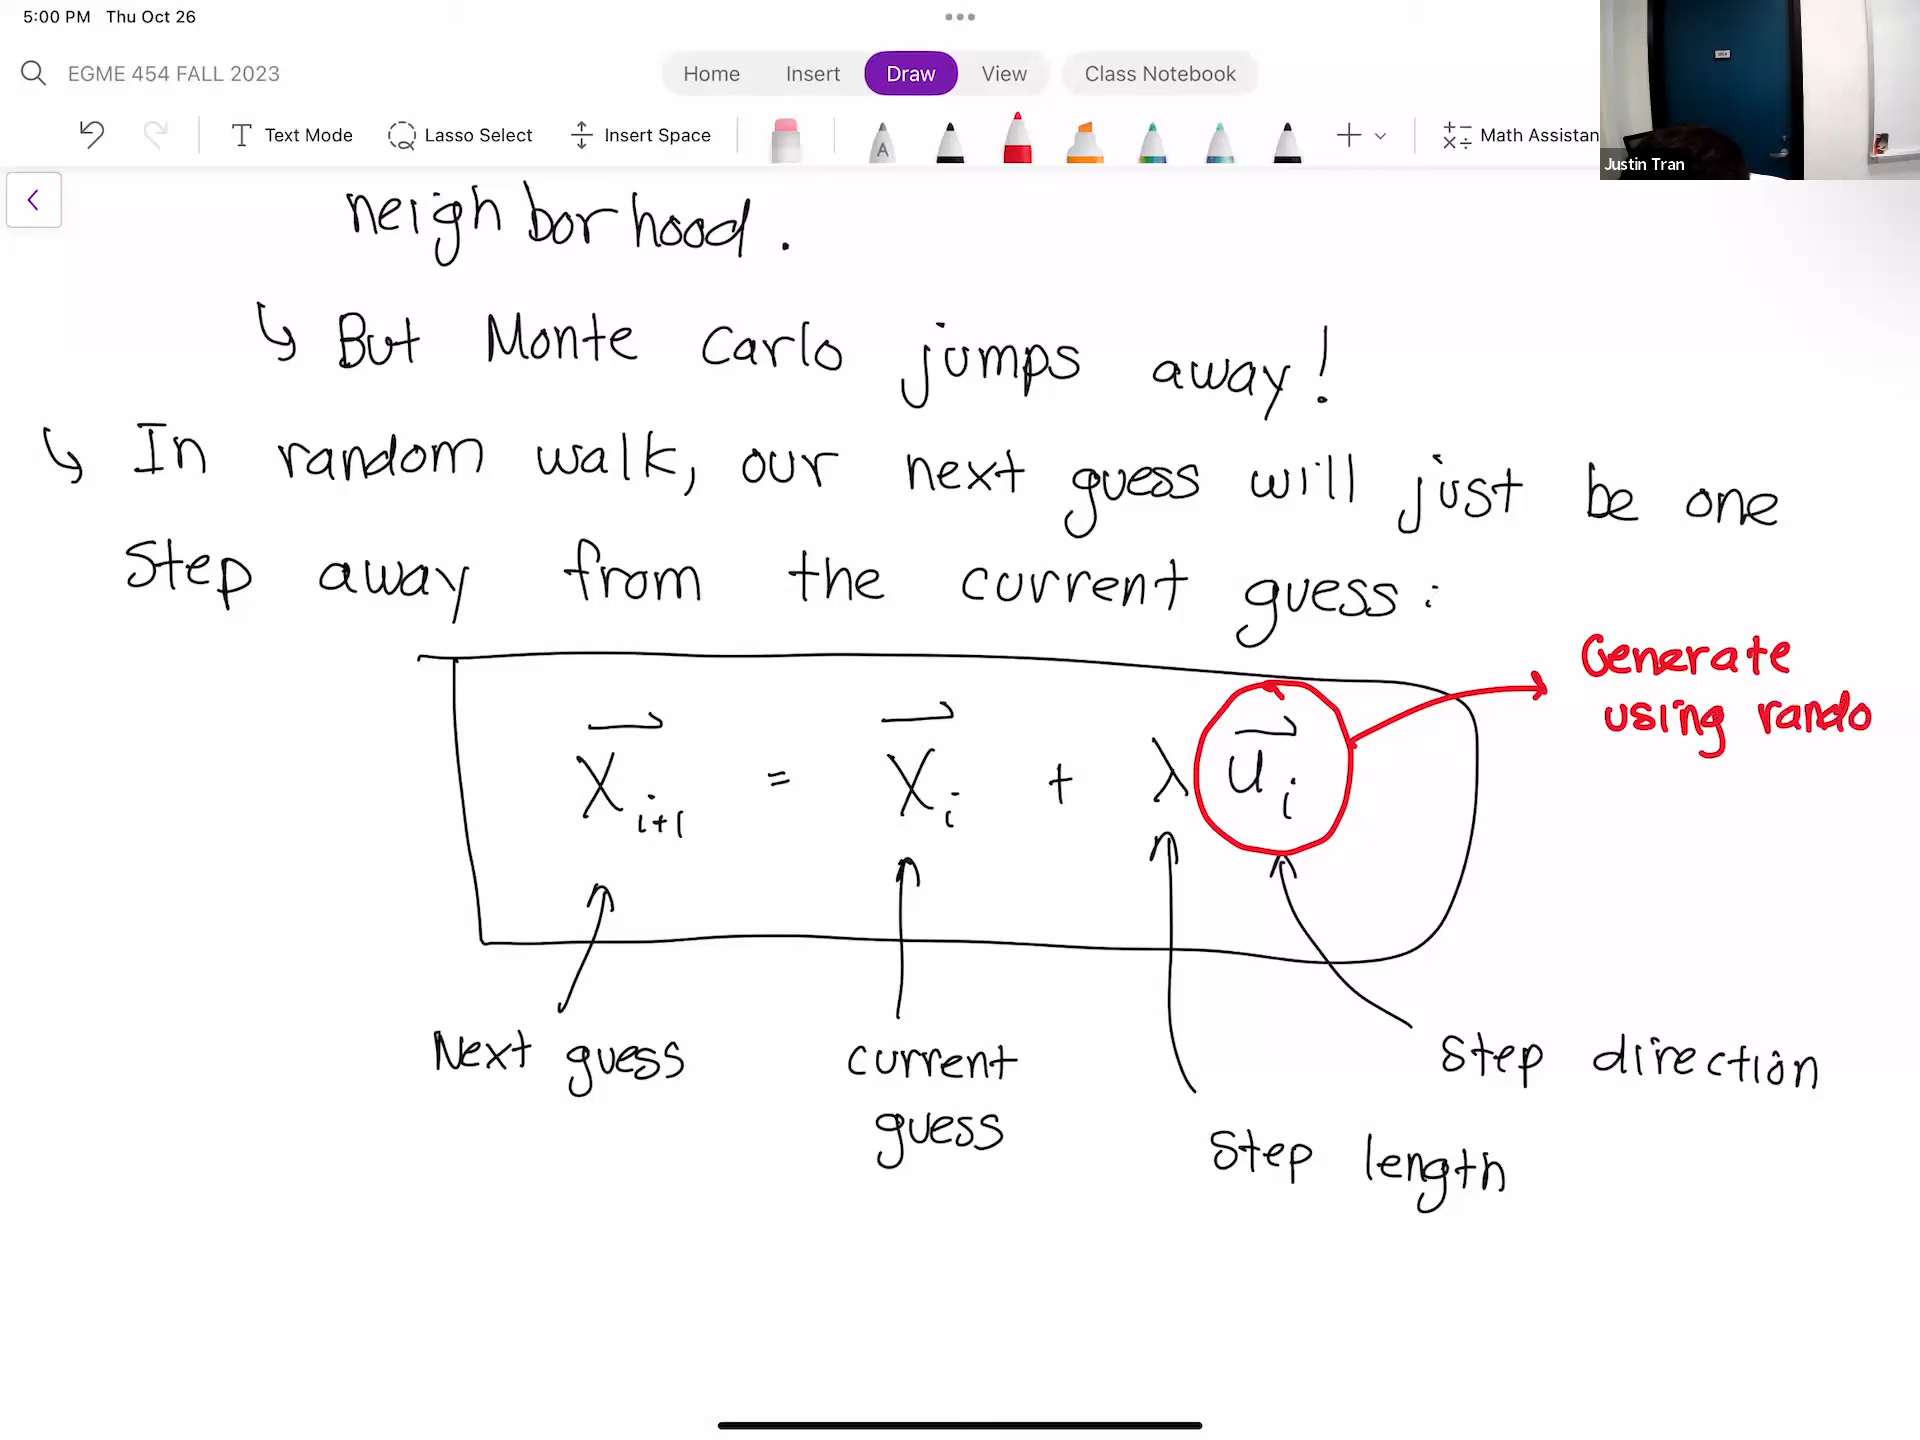 5:00 PM Thu Oct 26
EGME 454 FALL 2023
Home Insert Draw View Class Notebook
Text Mode Lasso Select Insert Space A Math Assistan
Justin Tran
neighborhood.
↳ But Monte Carlo jumps away!
↳ In random walk, our next guess will just be one
step away from the current guess:
Generate
using rando
X⃗ᵢ₊₁ = X⃗ᵢ + λ u⃗ᵢ
Next guess
current
guess
step direction
step length